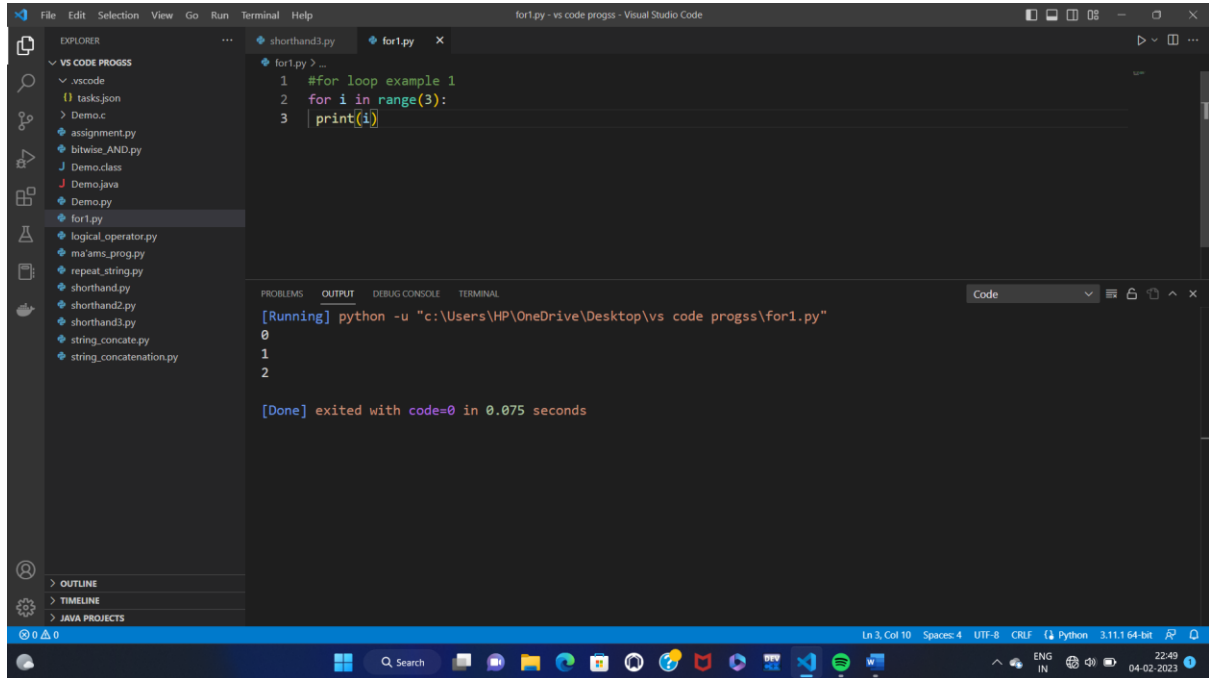 File Edit Selection View Go Run Terminal Help
for1.py - vs code progss - Visual Studio Code
EXPLORER
VS CODE PROGSS
.vscode
{} tasks.json
Demo.c
assignment.py
bitwise_AND.py
J Demo.class
J Demo.java
Demo.py
for1.py
logical_operator.py
ma'ams_prog.py
repeat_string.py
shorthand.py
shorthand2.py
shorthand3.py
string_concate.py
string_concatenation.py
OUTLINE
TIMELINE
JAVA PROJECTS
shorthand3.py for1.py
for1.py > ...
1 #for loop example 1
2 for i in range(3):
3 print(i)
PROBLEMS OUTPUT DEBUG CONSOLE TERMINAL Code
[Running] python -u "c:\Users\HP\OneDrive\Desktop\vs code progss\for1.py"
0
1
2
[Done] exited with code=0 in 0.075 seconds
0 0 Ln 3, Col 10 Spaces: 4 UTF-8 CRLF Python 3.11.1 64-bit
Search DEV ENG 22:49
IN 04-02-2023 1